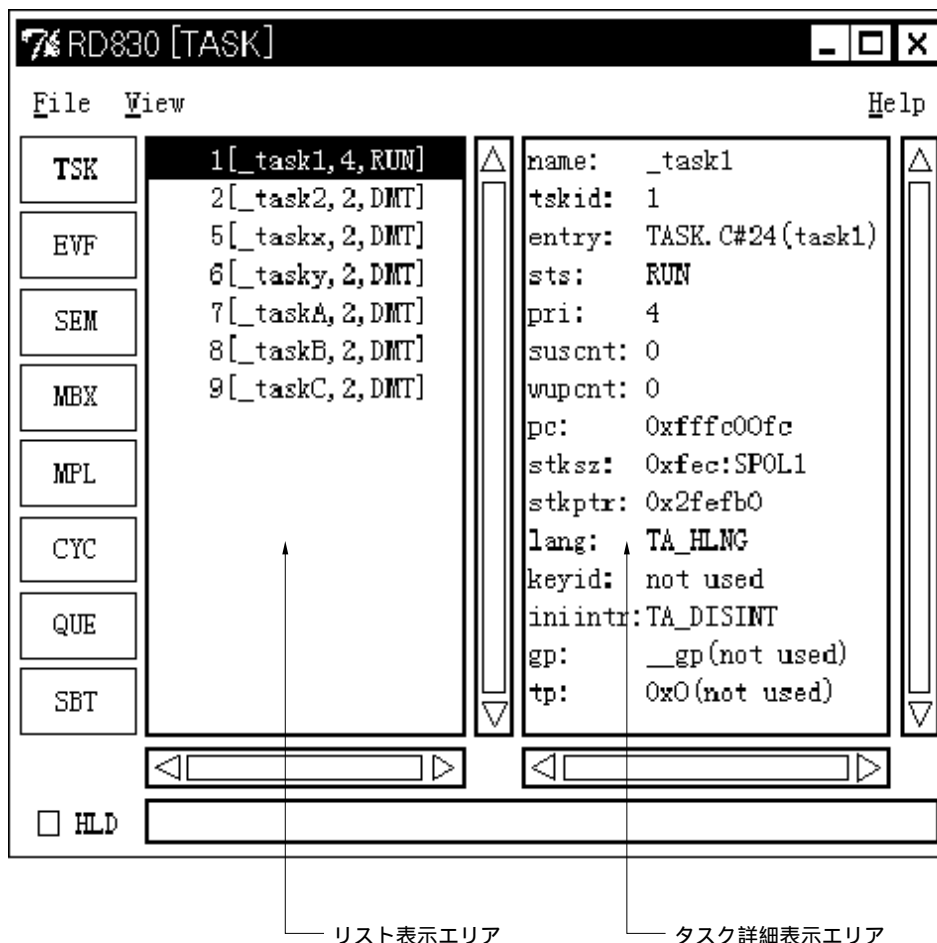 RD830 [TASK]
File View Help
TSK
EVF
SEM
MBX
MPL
CYC
QUE
SBT
1[_task1,4,RUN]
2[_task2,2,DMT]
5[_taskx,2,DMT]
6[_tasky,2,DMT]
7[_taskA,2,DMT]
8[_taskB,2,DMT]
9[_taskC,2,DMT]
name: _task1
tskid: 1
entry: TASK.C#24(task1)
sts: RUN
pri: 4
suscnt: 0
wupcnt: 0
pc: 0xfffc00fc
stksz: 0xfec:SPOL1
stkptr: 0x2fefb0
lang: TA_HLNG
keyid: not used
iniintr:TA_DISINT
gp: __gp(not used)
tp: 0x0(not used)
HLD
リスト表示エリア
タスク詳細表示エリア